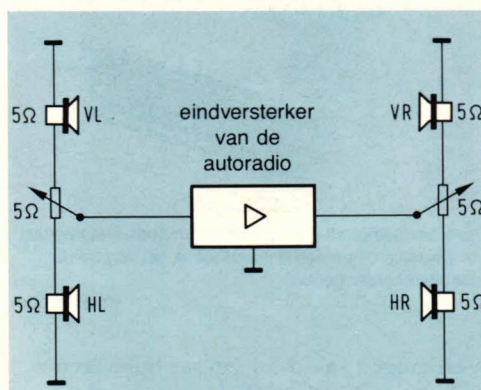 5Ω VL
eindversterker
van de
autoradio
VR 5Ω
5Ω
5Ω
5Ω HL
HR 5Ω